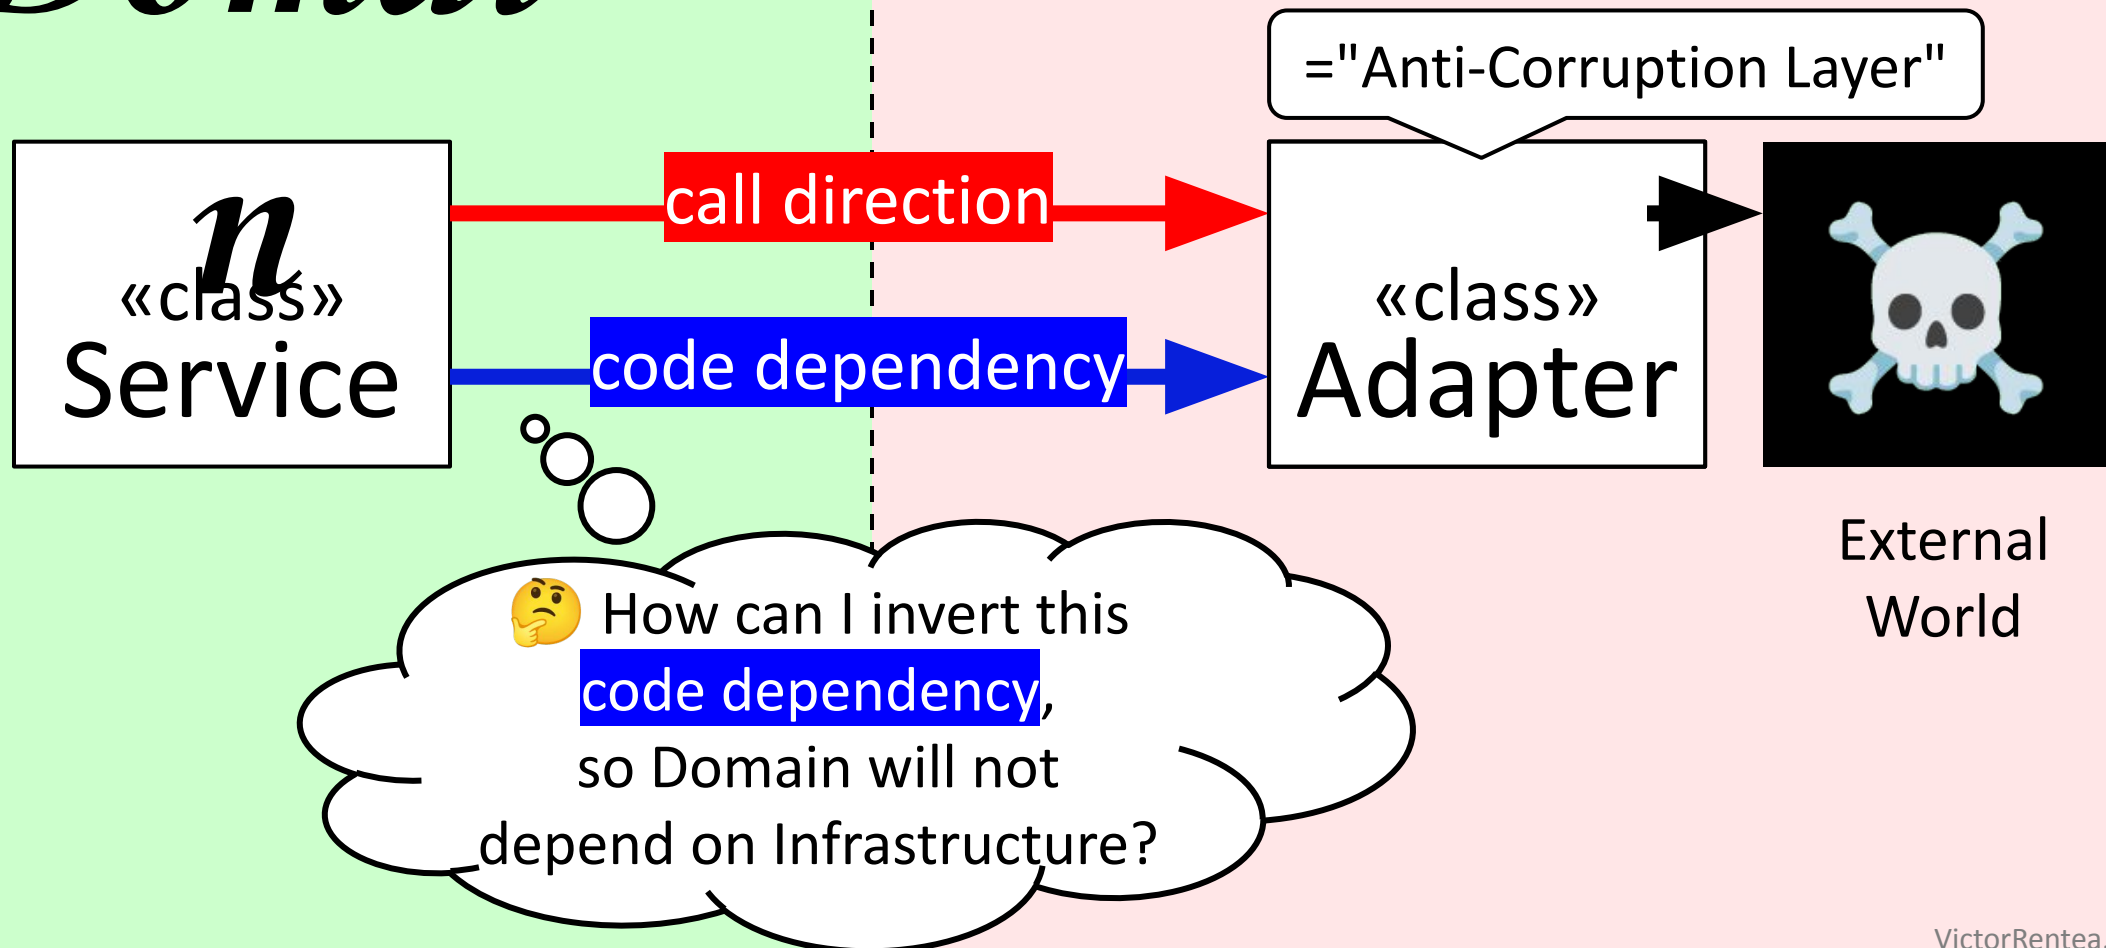 Domai
n
="Anti-Corruption Layer"
call direction
«class»
Service
code dependency
«class»
Adapter
External
World
🤔 How can I invert this
code dependency,
so Domain will not
depend on Infrastructure?
VictorRentea.